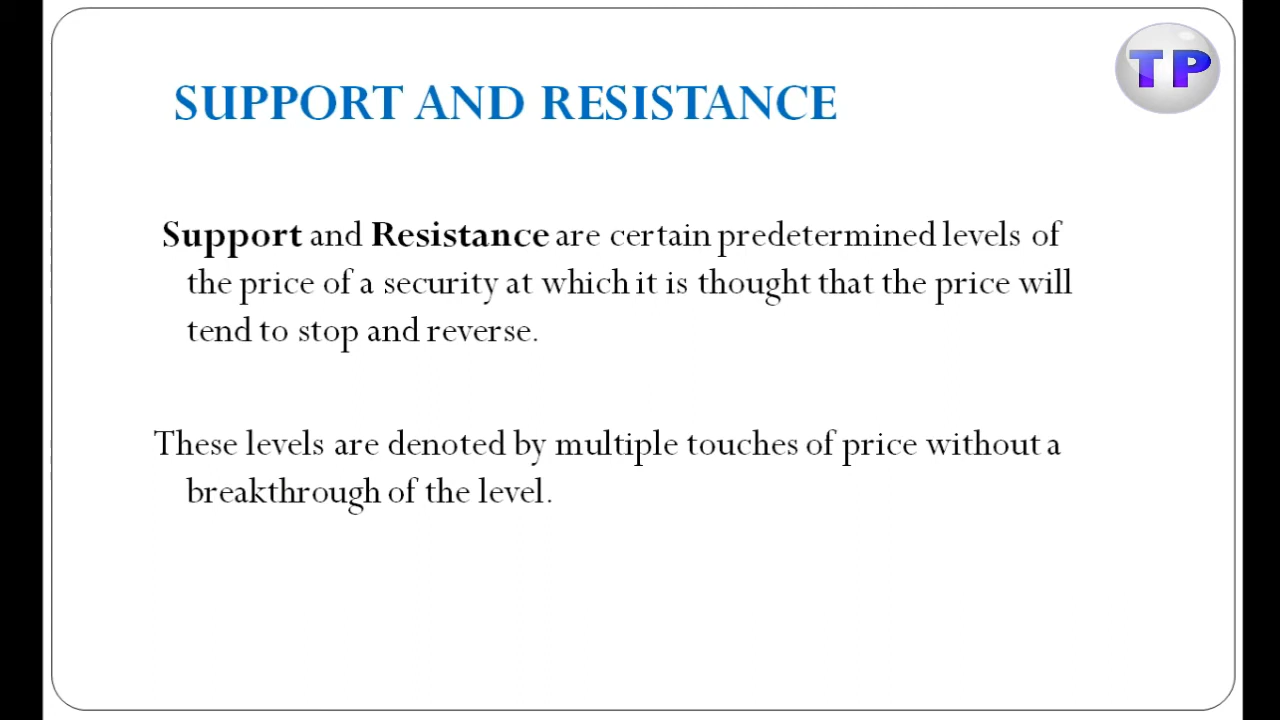 TP
SUPPORT AND RESISTANCE
Support and Resistance are certain predetermined levels of
the price of a security at which it is thought that the price will
tend to stop and reverse.
These levels are denoted by multiple touches of price without a
breakthrough of the level.